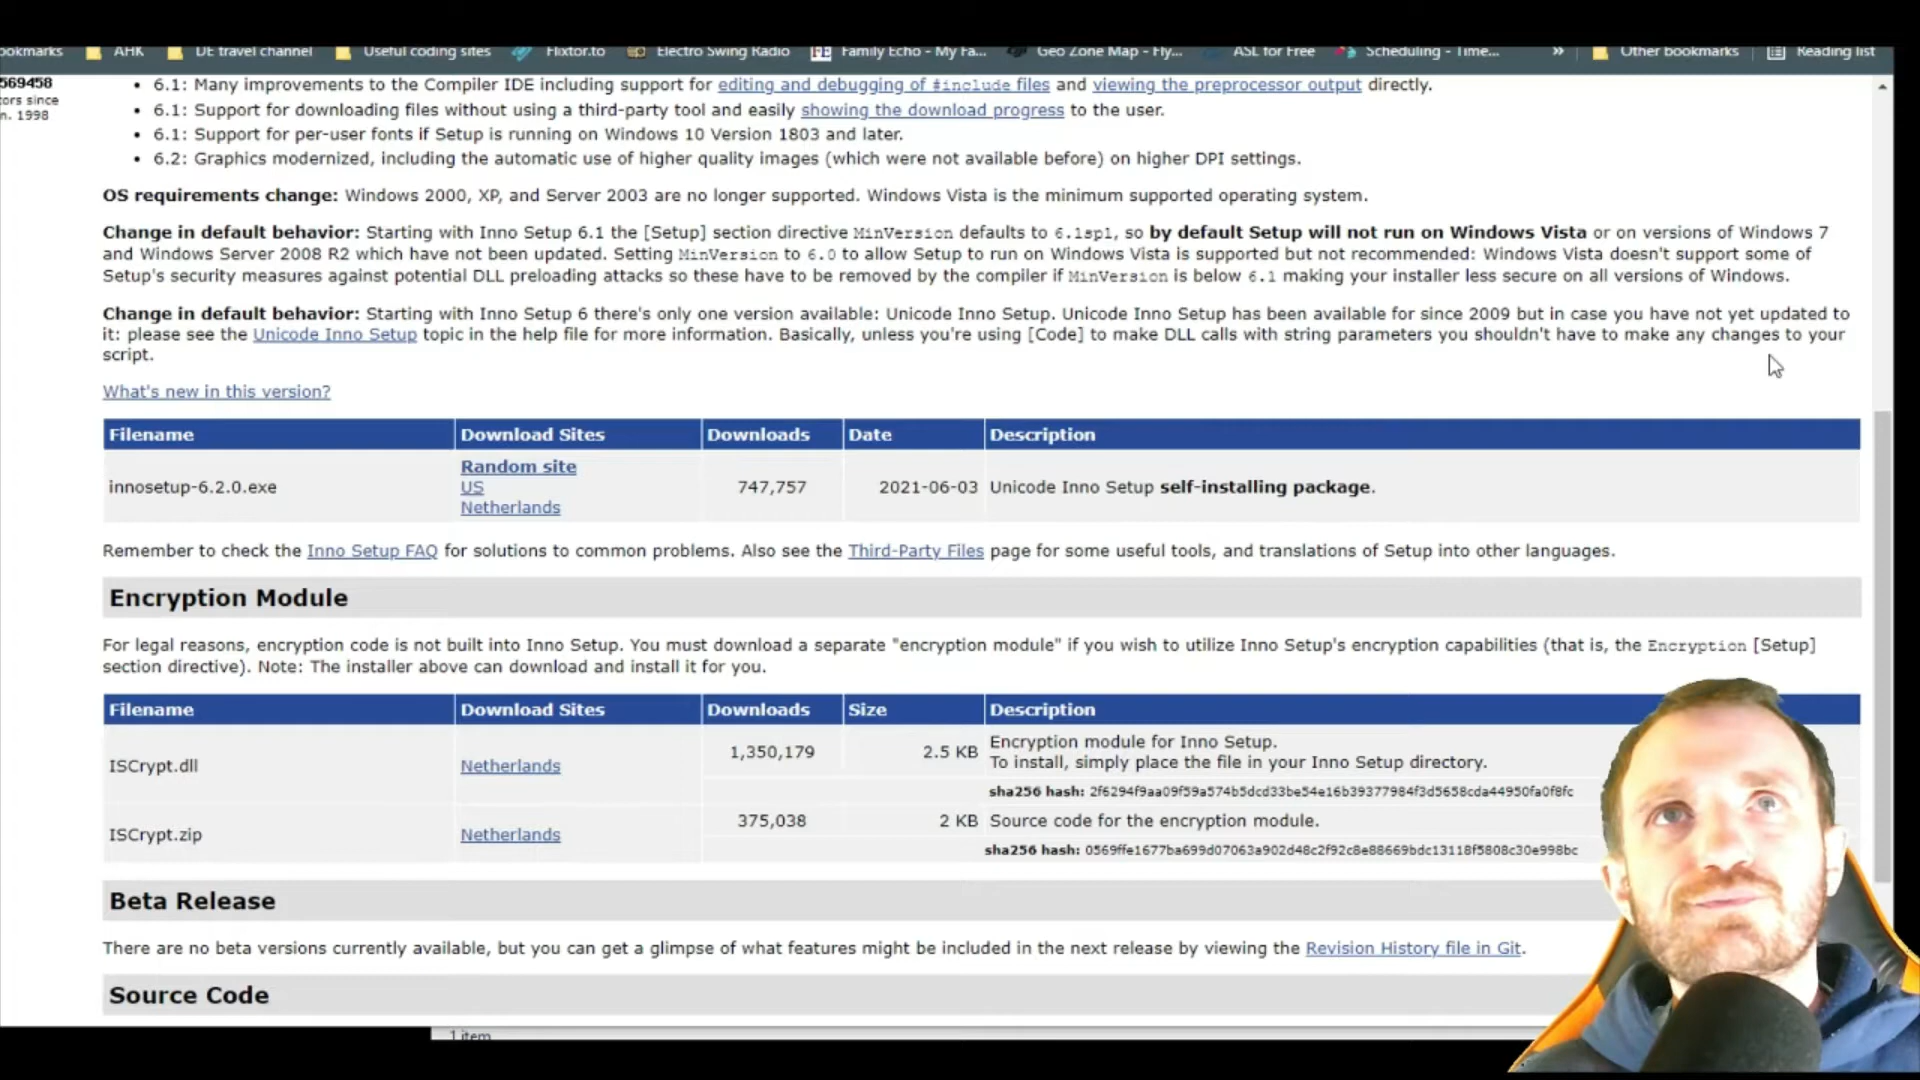 ookmarks AHK DE travel channel Useful coding sites Flixtor.to Electro Swing Radio FE Family Echo - My Fa... Geo Zone Map - Fly... ASL for Free Scheduling - Time... » Other bookmarks Reading list
569458
tors since
n. 1998
• 6.1: Many improvements to the Compiler IDE including support for editing and debugging of #include files and viewing the preprocessor output directly.
• 6.1: Support for downloading files without using a third-party tool and easily showing the download progress to the user.
• 6.1: Support for per-user fonts if Setup is running on Windows 10 Version 1803 and later.
• 6.2: Graphics modernized, including the automatic use of higher quality images (which were not available before) on higher DPI settings.
OS requirements change: Windows 2000, XP, and Server 2003 are no longer supported. Windows Vista is the minimum supported operating system.
Change in default behavior: Starting with Inno Setup 6.1 the [Setup] section directive MinVersion defaults to 6.1sp1, so by default Setup will not run on Windows Vista or on versions of Windows 7
and Windows Server 2008 R2 which have not been updated. Setting MinVersion to 6.0 to allow Setup to run on Windows Vista is supported but not recommended: Windows Vista doesn't support some of
Setup's security measures against potential DLL preloading attacks so these have to be removed by the compiler if MinVersion is below 6.1 making your installer less secure on all versions of Windows.
Change in default behavior: Starting with Inno Setup 6 there's only one version available: Unicode Inno Setup. Unicode Inno Setup has been available for since 2009 but in case you have not yet updated to
it: please see the Unicode Inno Setup topic in the help file for more information. Basically, unless you're using [Code] to make DLL calls with string parameters you shouldn't have to make any changes to your
script.
What's new in this version?
Filename Download Sites Downloads Date Description
innosetup-6.2.0.exe Random site US Netherlands 747,757 2021-06-03 Unicode Inno Setup self-installing package.
Remember to check the Inno Setup FAQ for solutions to common problems. Also see the Third-Party Files page for some useful tools, and translations of Setup into other languages.
Encryption Module
For legal reasons, encryption code is not built into Inno Setup. You must download a separate "encryption module" if you wish to utilize Inno Setup's encryption capabilities (that is, the Encryption [Setup]
section directive). Note: The installer above can download and install it for you.
Filename Download Sites Downloads Size Description
ISCrypt.dll Netherlands 1,350,179 2.5 KB Encryption module for Inno Setup.
To install, simply place the file in your Inno Setup directory.
sha256 hash: 2f6294f9aa09f59a574b5dcd33be54e16b39377984f3d5658cda44950fa0f8fc
ISCrypt.zip Netherlands 375,038 2 KB Source code for the encryption module.
sha256 hash: 0569ffe1677ba699d07063a902d48c2f92c8e88669bdc13118f5808c30e998bc
Beta Release
There are no beta versions currently available, but you can get a glimpse of what features might be included in the next release by viewing the Revision History file in Git.
Source Code
1 item